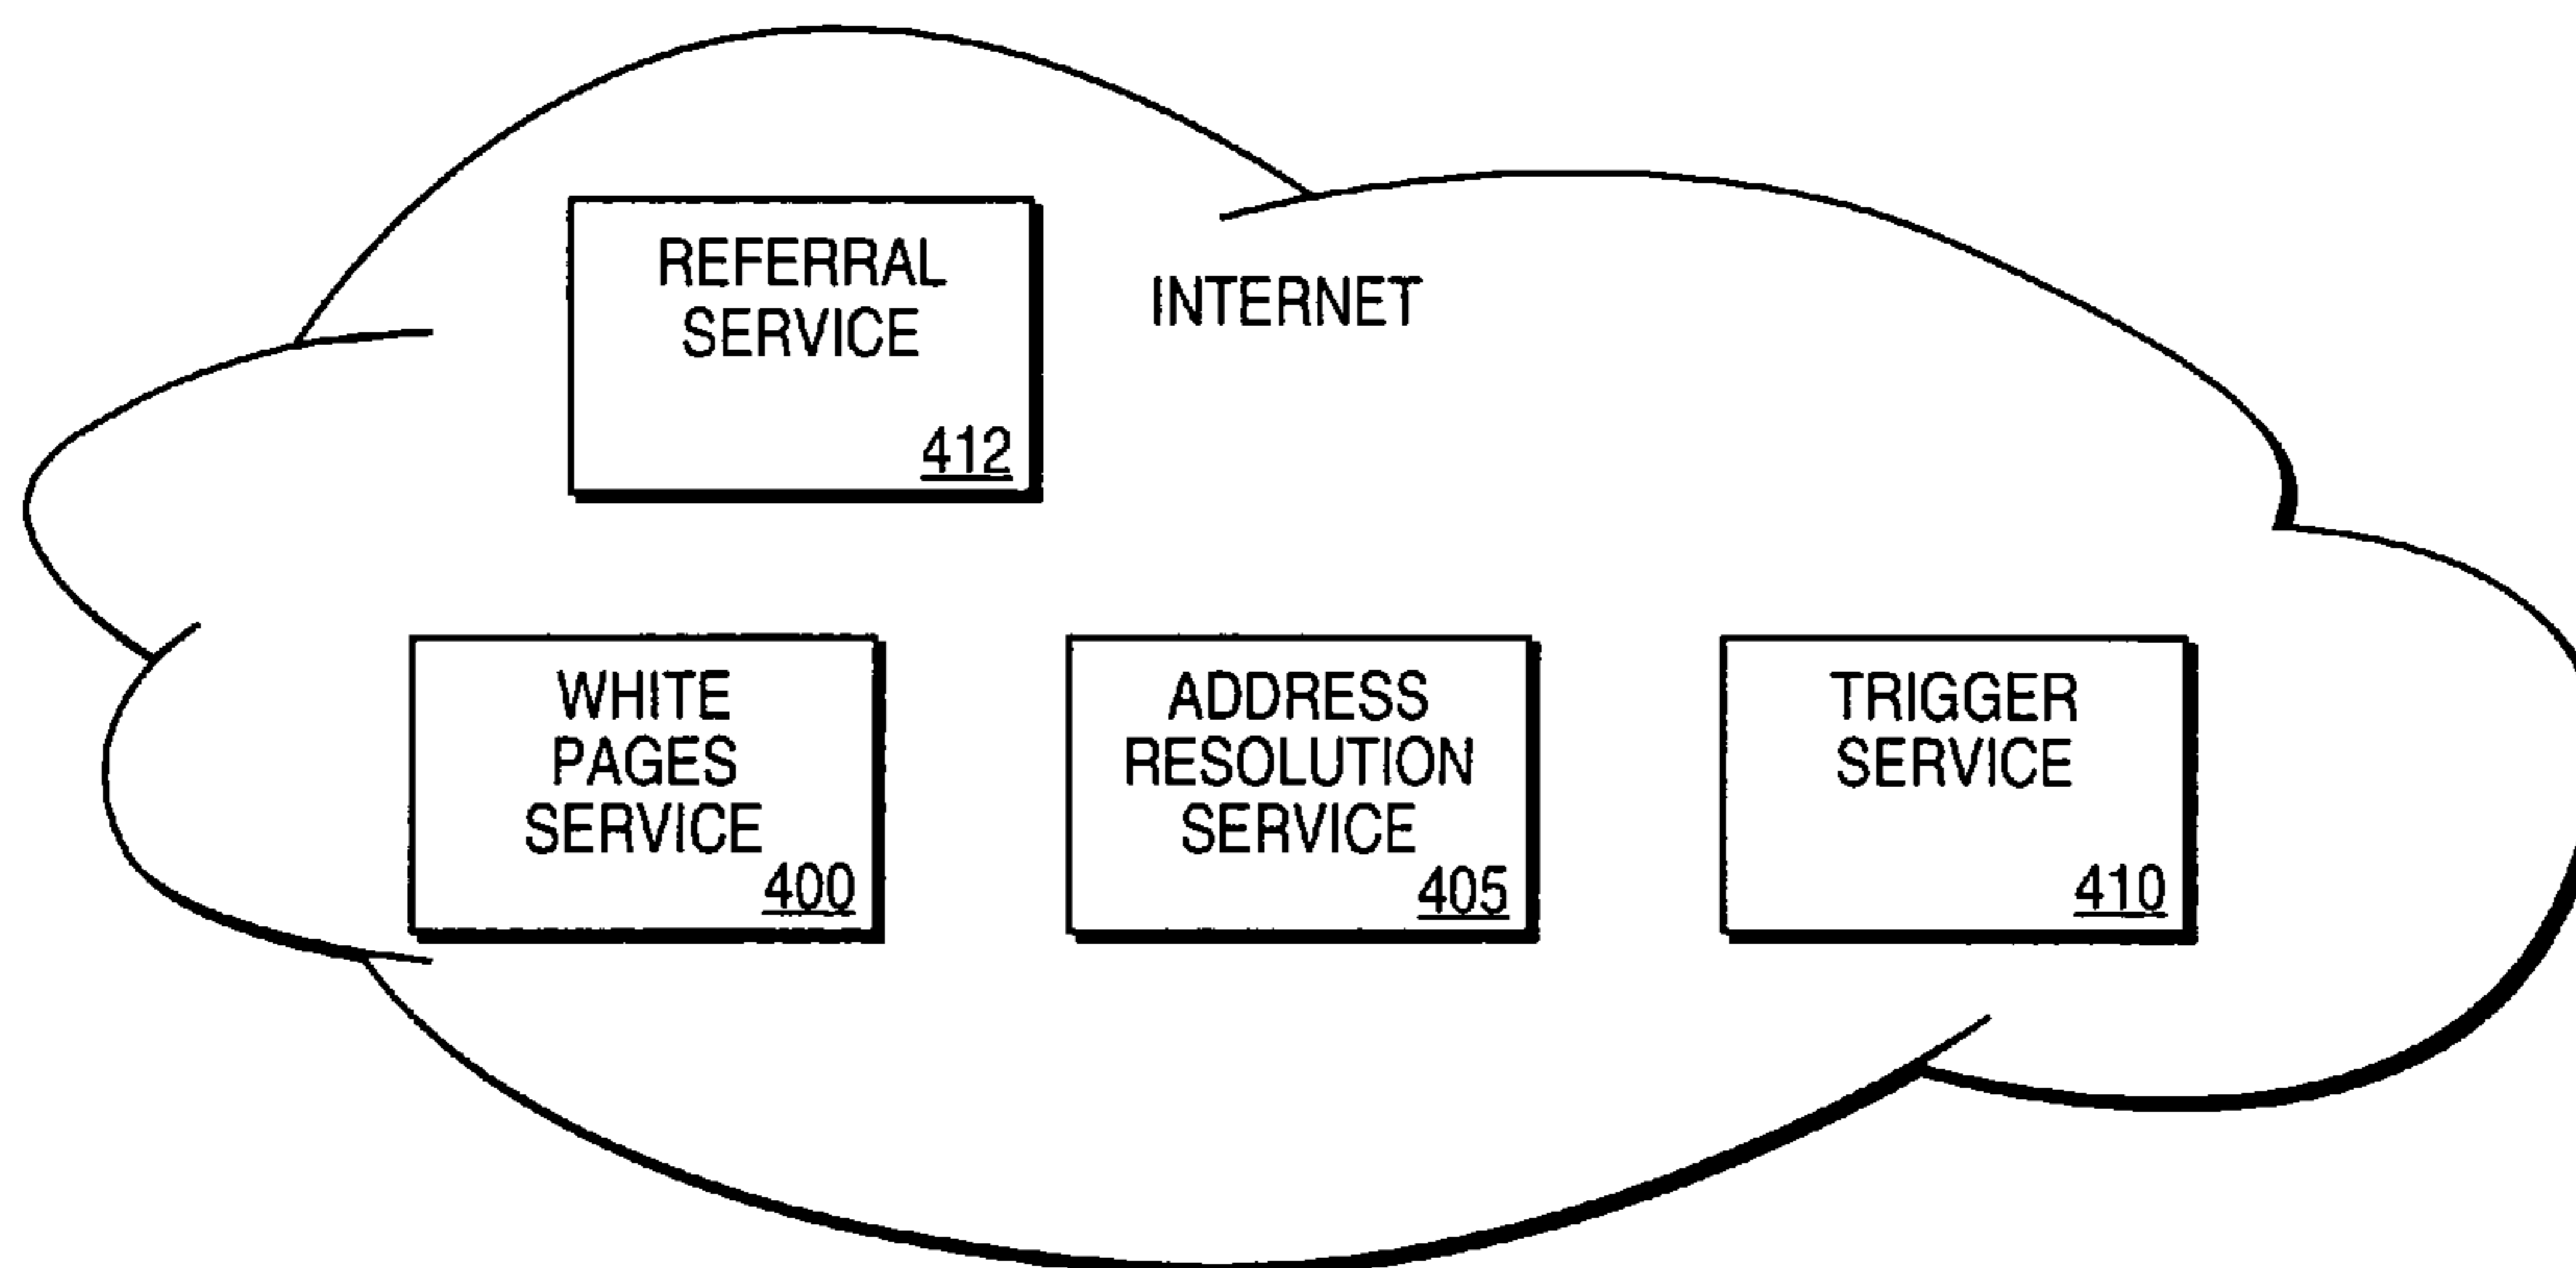 REFERRAL
SERVICE
412
INTERNET
WHITE
PAGES
SERVICE
400
ADDRESS
RESOLUTION
SERVICE
405
TRIGGER
SERVICE
410